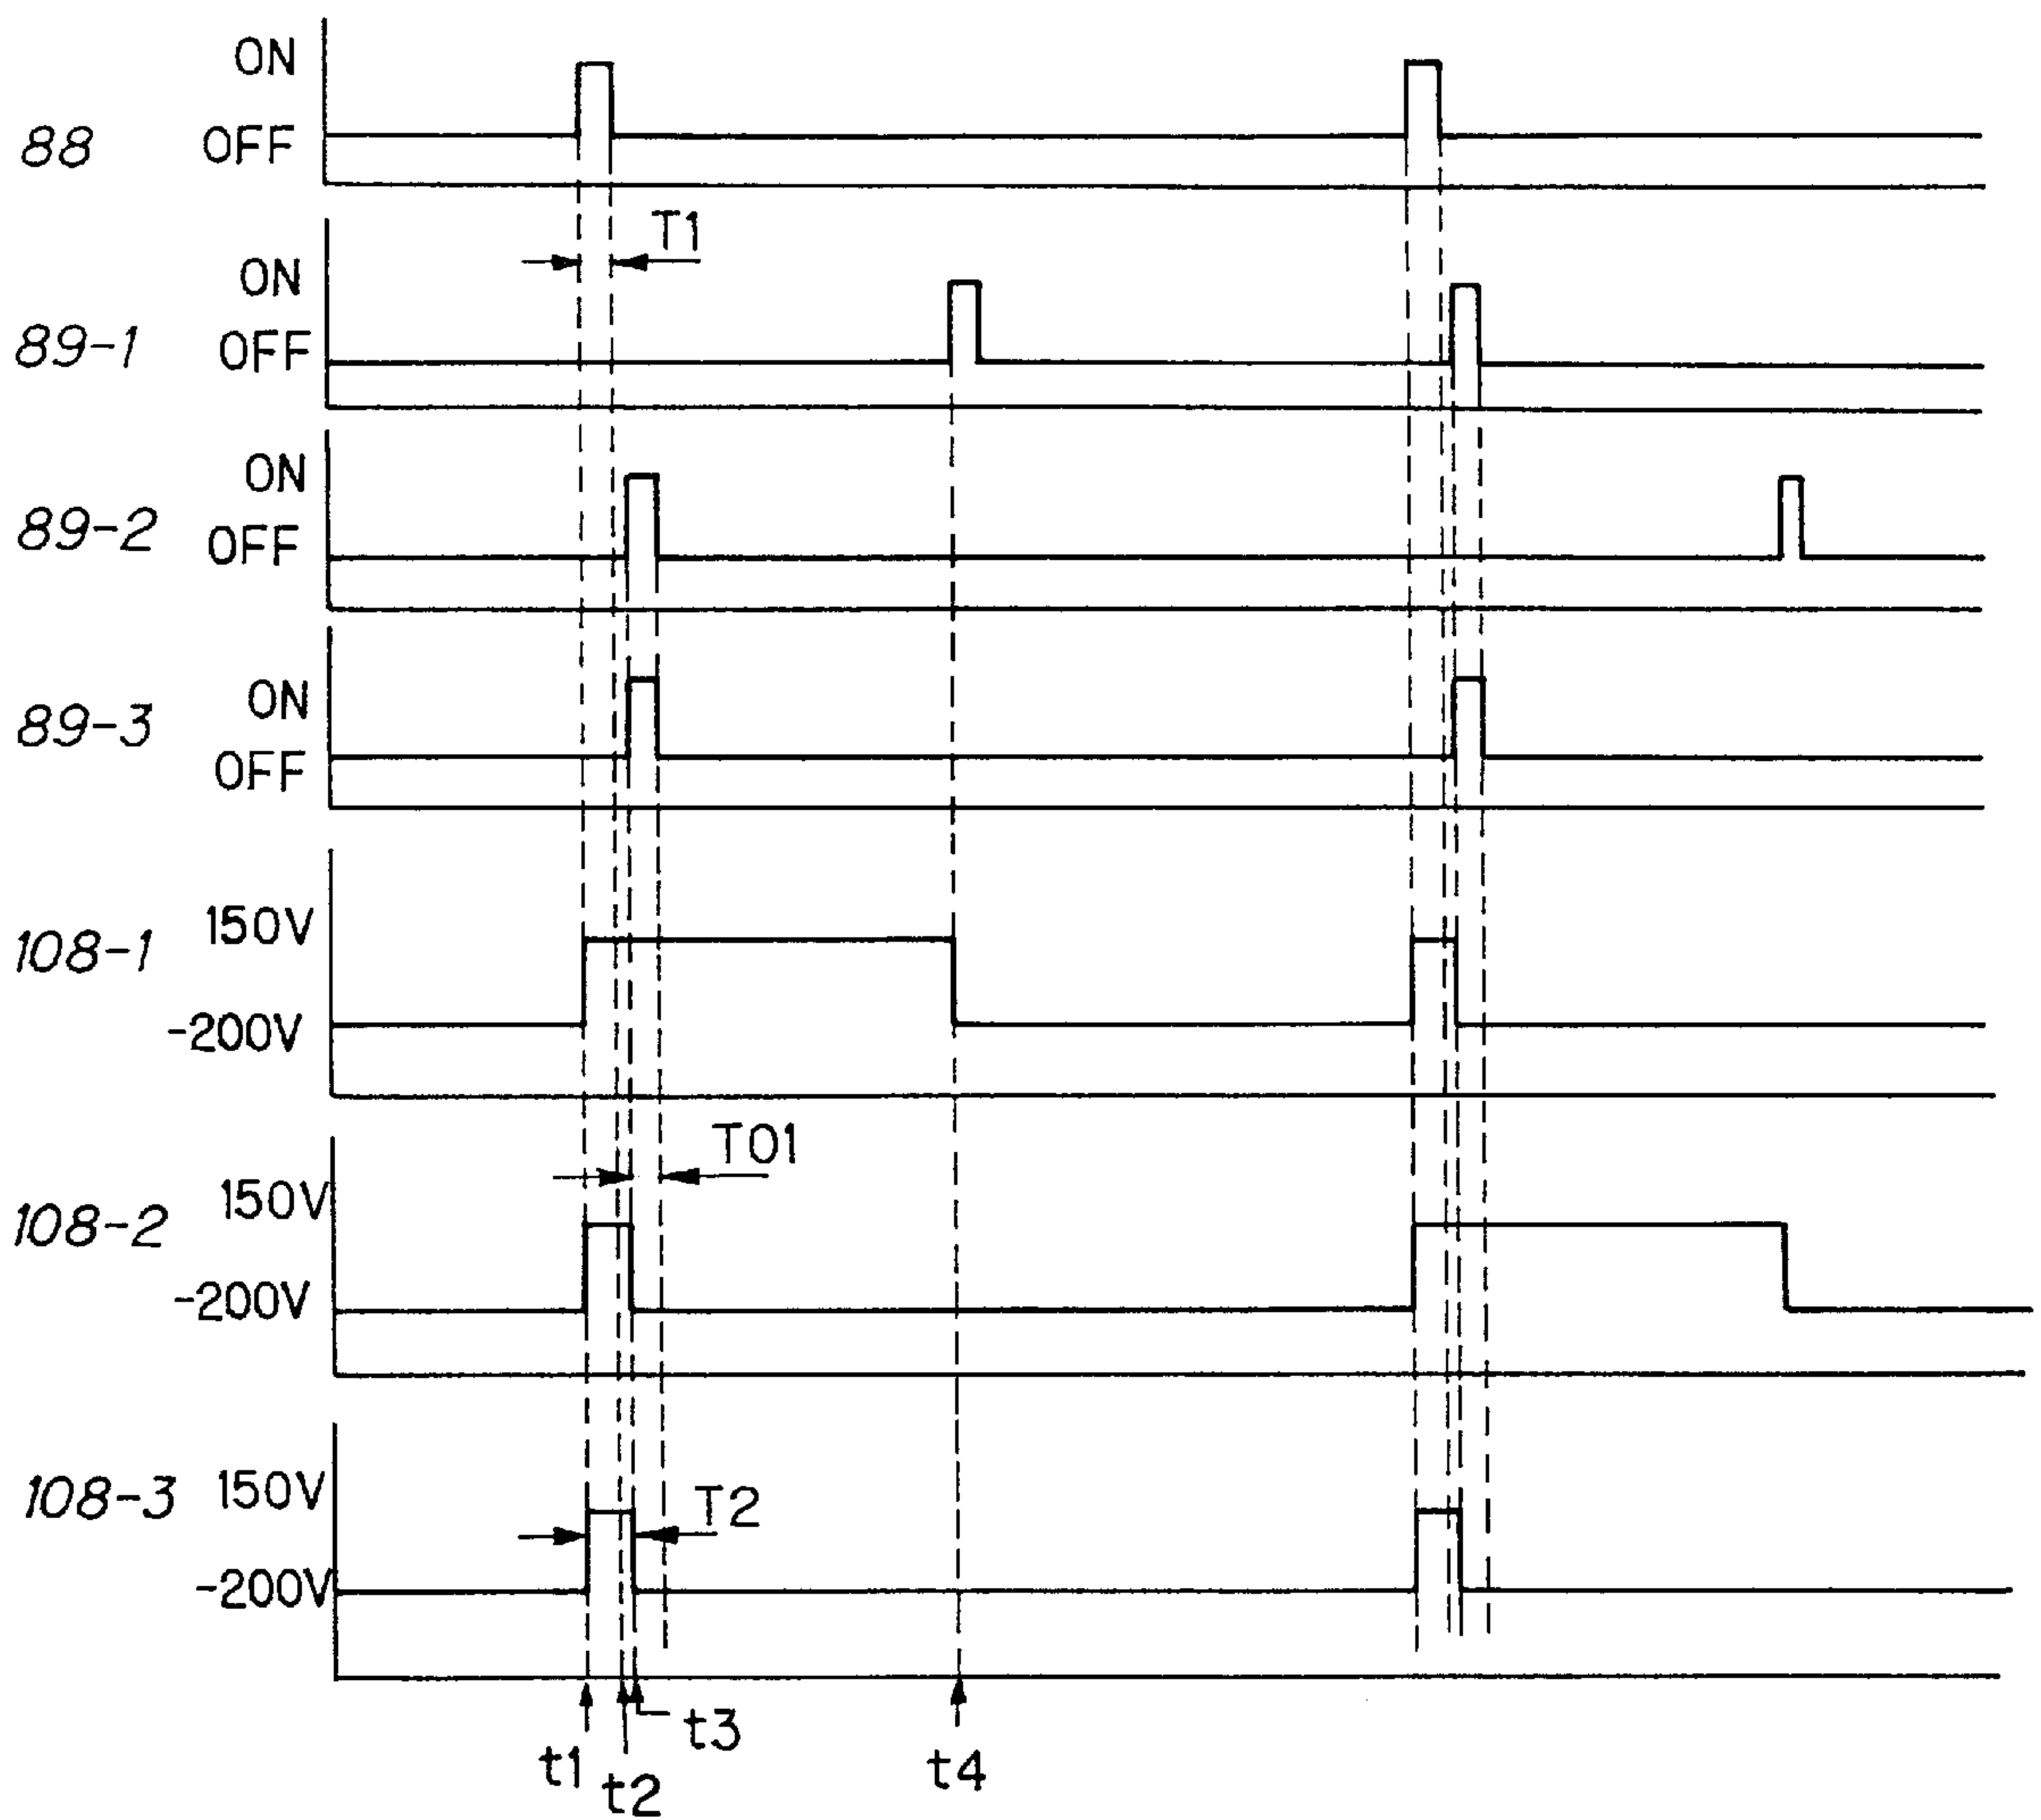 ON
88 OFF
T1
ON
89-1 OFF
ON
89-2 OFF
ON
89-3 OFF
150V
108-1
-200V
T01
150V
108-2
-200V
108-3 150V
T2
-200V
t1 t2 t3 t4